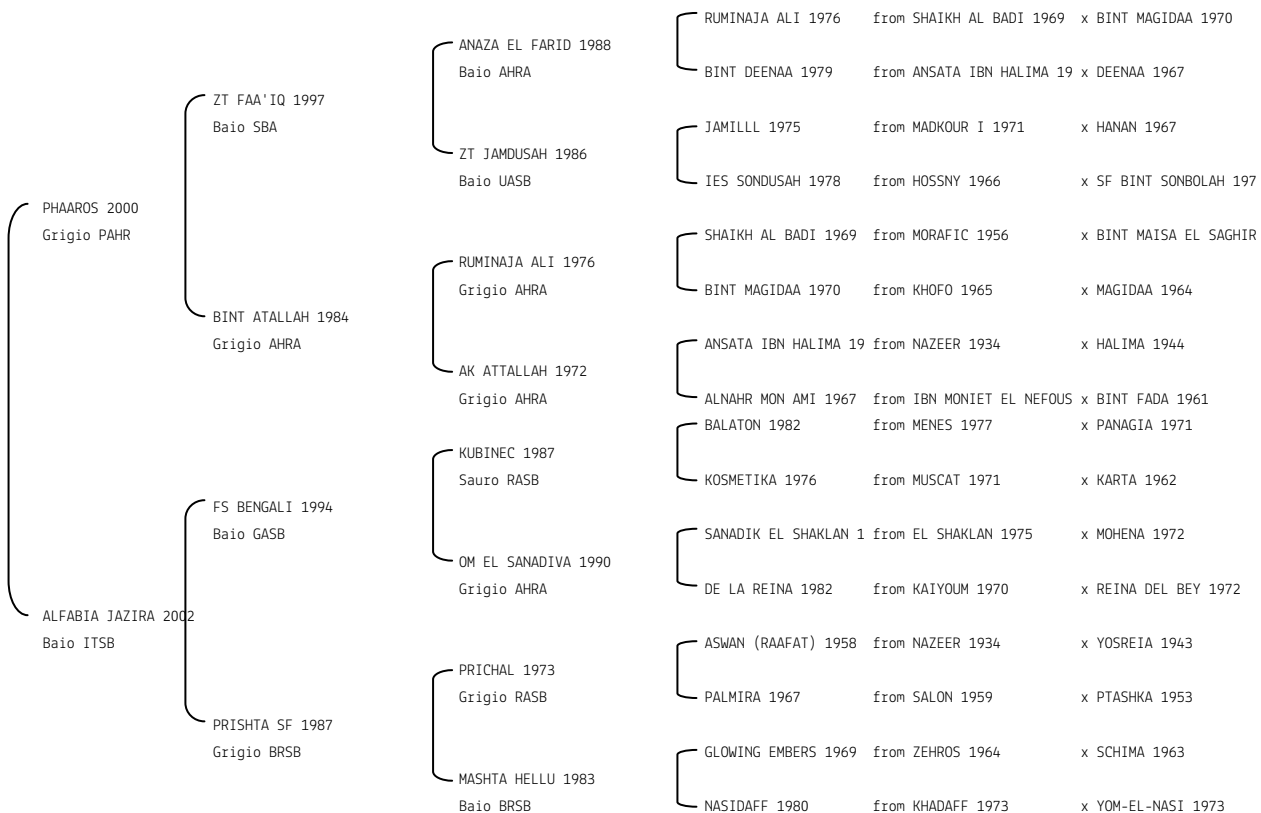 RUMINAJA ALI 1976 from SHAIKH AL BADI 1969 x BINT MAGIDAA 1970
ANAZA EL FARID 1988
Baio AHRA
BINT DEENAA 1979 from ANSATA IBN HALIMA 19 x DEENAA 1967
ZT FAA'IQ 1997
Baio SBA
JAMILLL 1975 from MADKOUR I 1971 x HANAN 1967
ZT JAMDUSAH 1986
Baio UASB
IES SONDUSAH 1978 from HOSSNY 1966 x SF BINT SONBOLAH 197
PHAAROS 2000
Grigio PAHR
SHAIKH AL BADI 1969 from MORAFIC 1956 x BINT MAISA EL SAGHIR
RUMINAJA ALI 1976
Grigio AHRA
BINT MAGIDAA 1970 from KHOFO 1965 x MAGIDAA 1964
BINT ATALLAH 1984
Grigio AHRA
ANSATA IBN HALIMA 19 from NAZEER 1934 x HALIMA 1944
AK ATTALLAH 1972
Grigio AHRA
ALNAHR MON AMI 1967 from IBN MONIET EL NEFOUS x BINT FADA 1961
BALATON 1982 from MENES 1977 x PANAGIA 1971
KUBINEC 1987
Sauro RASB
KOSMETIKA 1976 from MUSCAT 1971 x KARTA 1962
FS BENGALI 1994
Baio GASB
SANADIK EL SHAKLAN 1 from EL SHAKLAN 1975 x MOHENA 1972
OM EL SANADIVA 1990
Grigio AHRA
DE LA REINA 1982 from KAIYOUM 1970 x REINA DEL BEY 1972
ALFABIA JAZIRA 2002
Baio ITSB
ASWAN (RAAFAT) 1958 from NAZEER 1934 x YOSREIA 1943
PRICHAL 1973
Grigio RASB
PALMIRA 1967 from SALON 1959 x PTASHKA 1953
PRISHTA SF 1987
Grigio BRSB
GLOWING EMBERS 1969 from ZEHROS 1964 x SCHIMA 1963
MASHTA HELLU 1983
Baio BRSB
NASIDAFF 1980 from KHADAFF 1973 x YOM-EL-NASI 1973